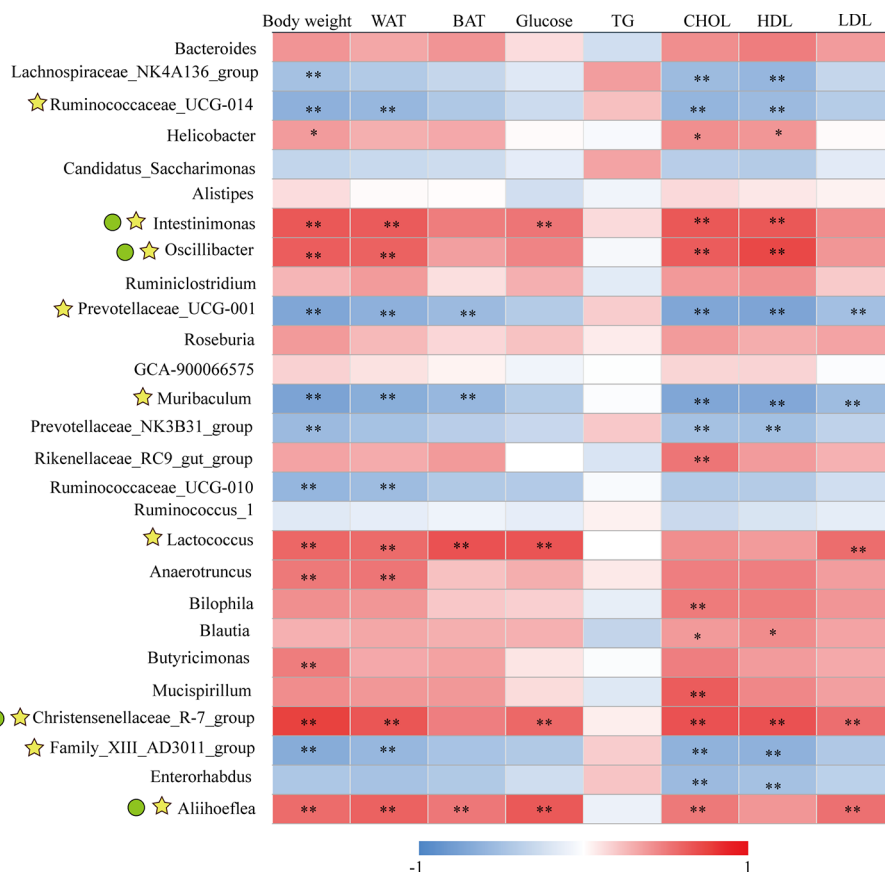 Body weight WAT BAT Glucose TG CHOL HDL LDL
Bacteroides
Lachnospiraceae_NK4A136_group ** ** **
Ruminococcaceae_UCG-014 ** ** ** **
Helicobacter * * *
Candidatus_Saccharimonas
Alistipes
Intestinimonas ** ** ** ** **
Oscillibacter ** ** ** **
Ruminiclostridium
Prevotellaceae_UCG-001 ** ** ** ** ** **
Roseburia
GCA-900066575
Muribaculum ** ** ** ** ** **
Prevotellaceae_NK3B31_group ** ** **
Rikenellaceae_RC9_gut_group **
Ruminococcaceae_UCG-010 ** **
Ruminococcus_1
Lactococcus ** ** ** ** **
Anaerotruncus ** **
Bilophila **
Blautia * *
Butyricimonas **
Mucispirillum **
Christensenellaceae_R-7_group ** ** ** ** ** **
Family_XIII_AD3011_group ** ** ** **
Enterorhabdus ** **
Aliihoeflea ** ** ** ** ** **
-1 1